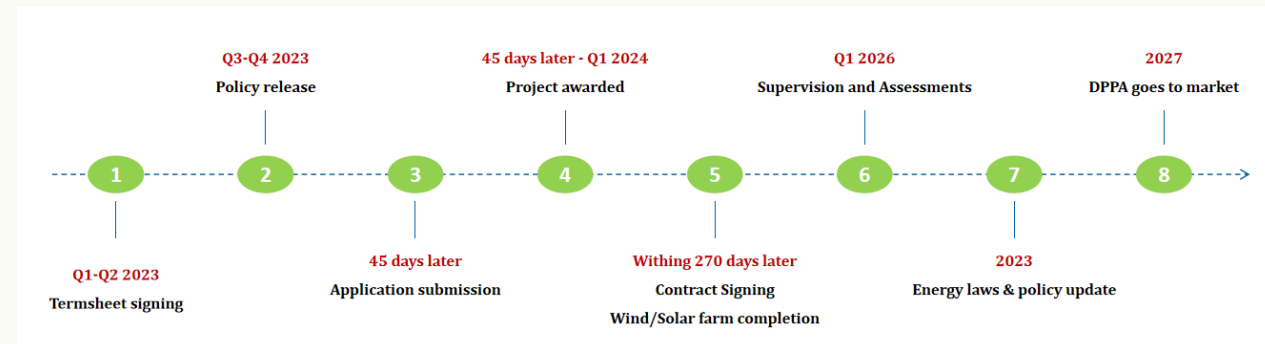 Q3-Q4 2023
Policy release
45 days later - Q1 2024
Project awarded
Q1 2026
Supervision and Assessments
2027
DPPA goes to market
1
2
3
4
5
6
7
8
Q1-Q2 2023
Termsheet signing
45 days later
Application submission
Withing 270 days later
Contract Signing
Wind/Solar farm completion
2023
Energy laws & policy update